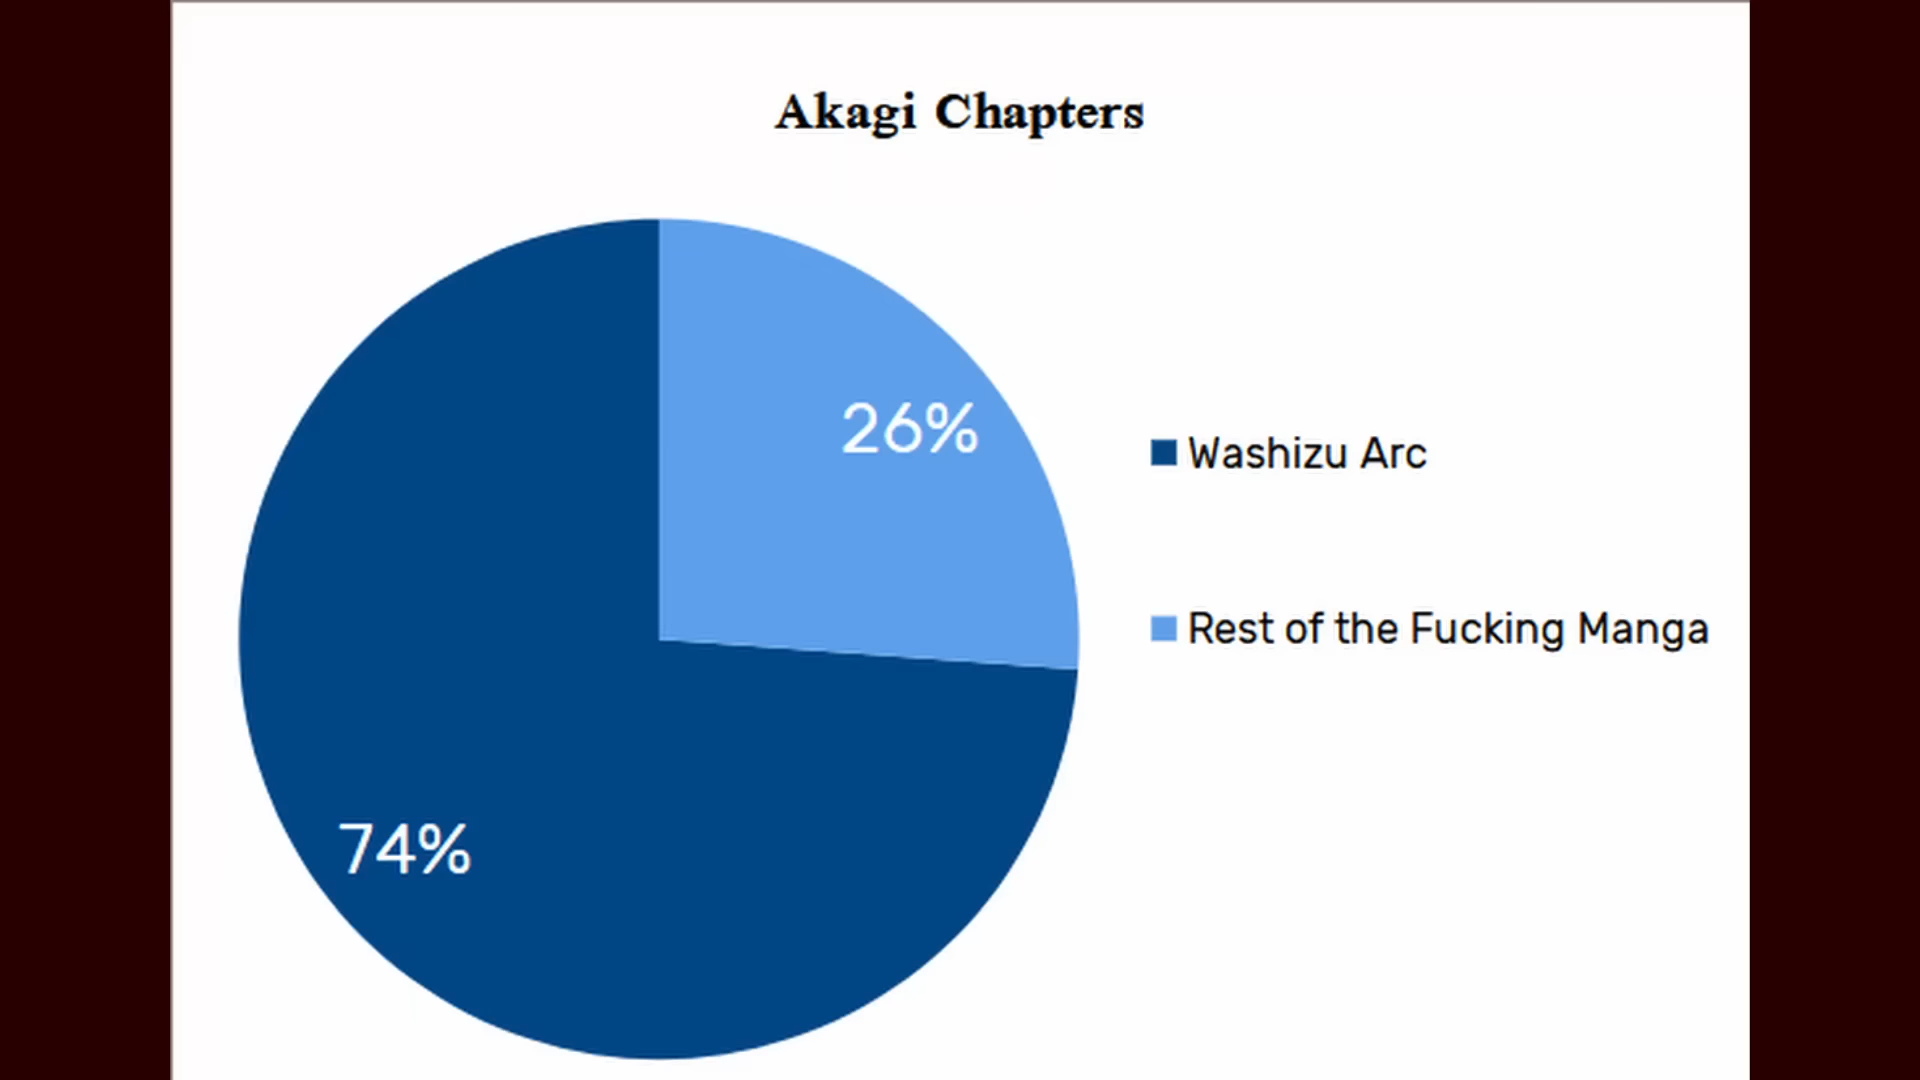 Akagi Chapters
26%
Washizu Arc
Rest of the Fucking Manga
74%